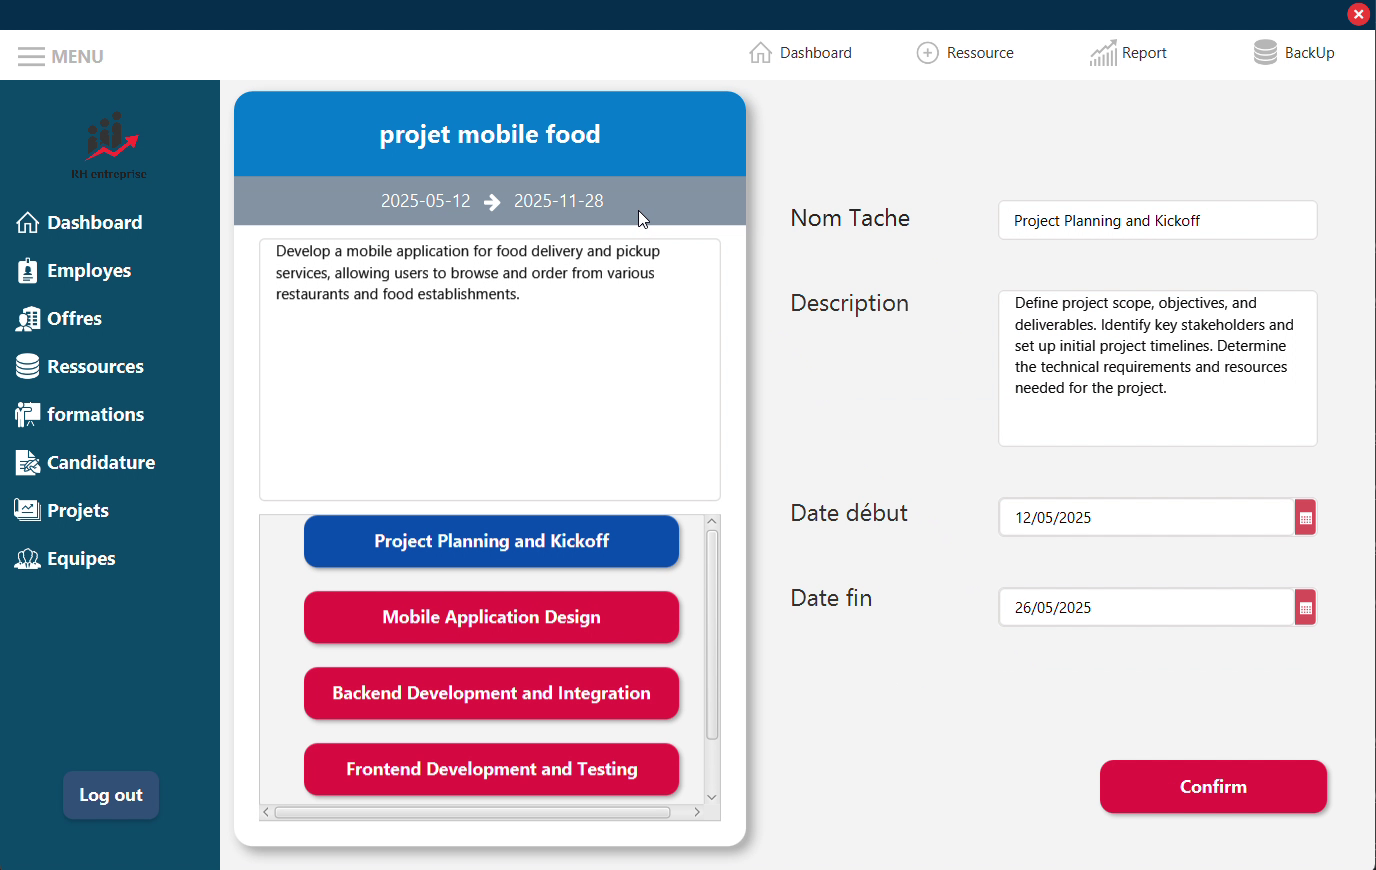 MENU
Dashboard
Ressource
Report
BackUp
RH entreprise
Dashboard
Employes
Offres
Ressources
formations
Candidature
Projets
Equipes
Log out
projet mobile food
2025-05-12
2025-11-28
Develop a mobile application for food delivery and pickup
services, allowing users to browse and order from various
restaurants and food establishments.
Project Planning and Kickoff
Mobile Application Design
Backend Development and Integration
Frontend Development and Testing
Nom Tache
Project Planning and Kickoff
Description
Define project scope, objectives, and
deliverables. Identify key stakeholders and
set up initial project timelines. Determine
the technical requirements and resources
needed for the project.
Date début
12/05/2025
Date fin
26/05/2025
Confirm